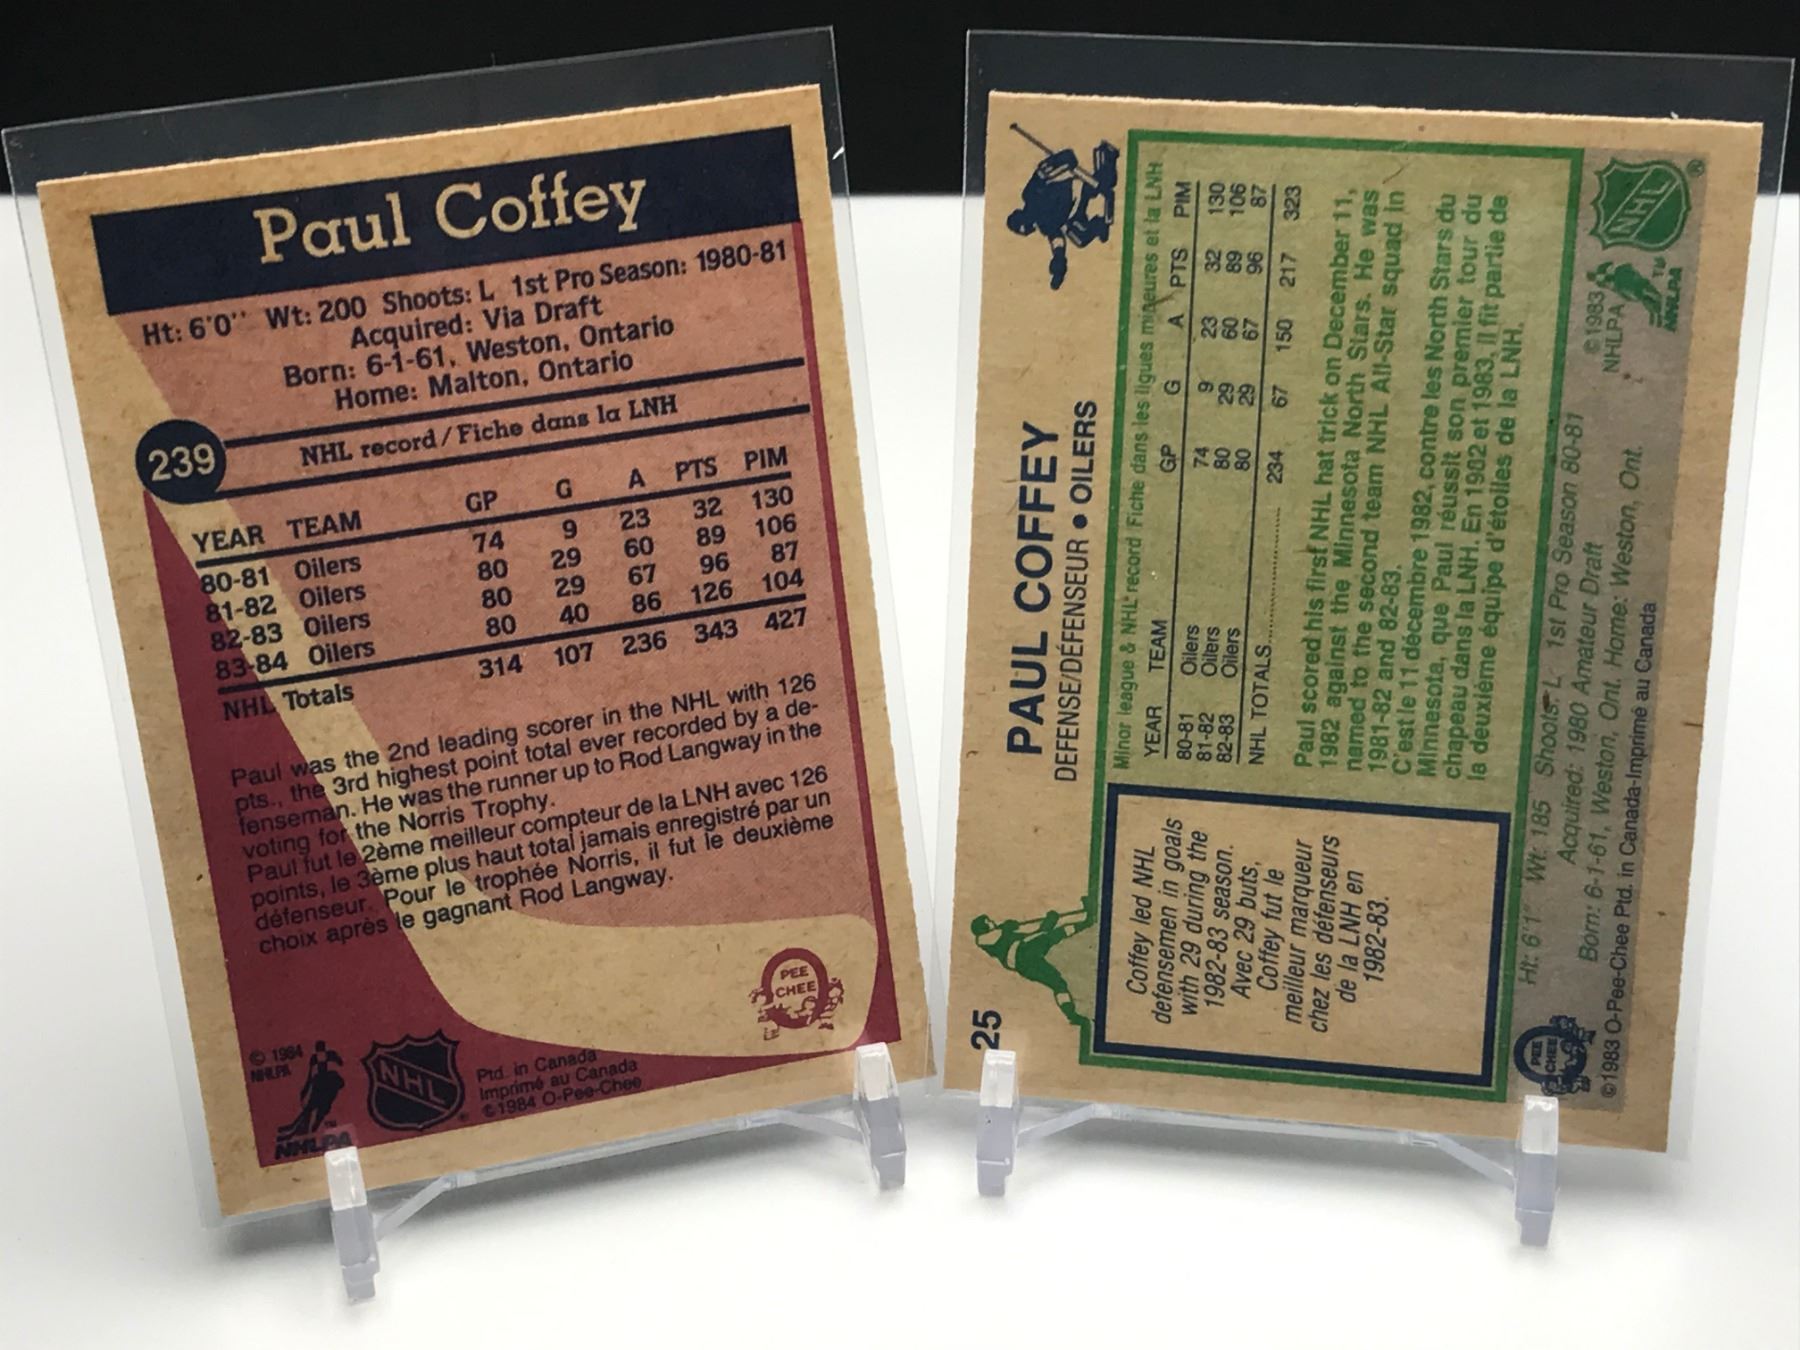 Paul Coffey
Ht: 6'0'' Wt: 200 Shoots: L 1st Pro Season: 1980-81
Acquired: Via Draft
Born: 6-1-61, Weston, Ontario
Home: Malton, Ontario
239
NHL record / Fiche dans la LNH
YEAR TEAM GP G A PTS PIM
80-81 Oilers 74 9 23 32 130
81-82 Oilers 80 29 60 89 106
82-83 Oilers 80 29 67 96 87
83-84 Oilers 80 40 86 126 104
NHL Totals 314 107 236 343 427
Paul was the 2nd leading scorer in the NHL with 126
pts., the 3rd highest point total ever recorded by a de-
fenseman. He was the runner up to Rod Langway in the
voting for the Norris Trophy.
Paul fut le 2ème meilleur compteur de la LNH avec 126
points, le 3ème plus haut total jamais enregistré par un
défenseur. Pour le trophée Norris, il fut le deuxième
choix après le gagnant Rod Langway.
PEE
CHEE
© 1984
NHLPA
NHLPA
TM
NHL
®
Ptd. in Canada
Imprimé au Canada
©1984 O-Pee-Chee
25
PAUL COFFEY
DEFENSE/DÉFENSEUR • OILERS
Minor league & NHL record Fiche dans les ligues mineures et la LNH
YEAR TEAM GP G A PTS PIM
80-81 Oilers 74 9 23 32 130
81-82 Oilers 80 29 60 89 106
82-83 Oilers 80 29 67 96 87
NHL TOTALS 234 67 150 217 323
Paul scored his first NHL hat trick on December 11,
1982 against the Minnesota North Stars. He was
named to the second team NHL All-Star squad in
1981-82 and 82-83.
C'est le 11 décembre 1982, contre les North Stars du
Minnesota, que Paul réussit son premier tour du
chapeau dans la LNH. En 1982 et 1983, il fit partie de
la deuxième équipe d'étoiles de la LNH.
Coffey led NHL
defensemen in goals
with 29 during the
1982-83 season.
Avec 29 buts,
Coffey fut le
meilleur marqueur
chez les défenseurs
de la LNH en
1982-83.
Ht: 6'1" Wt: 185 Shoots: L 1st Pro Season 80-81
Acquired: 1980 Amateur Draft
Born: 6-1-61, Weston, Ont. Home: Weston, Ont.
©1983 O-Pee-Chee Ptd. in Canada-Imprimé au Canada
PEE
CHEE
©1983
NHLPA
NHLPA
TM
NHL
®